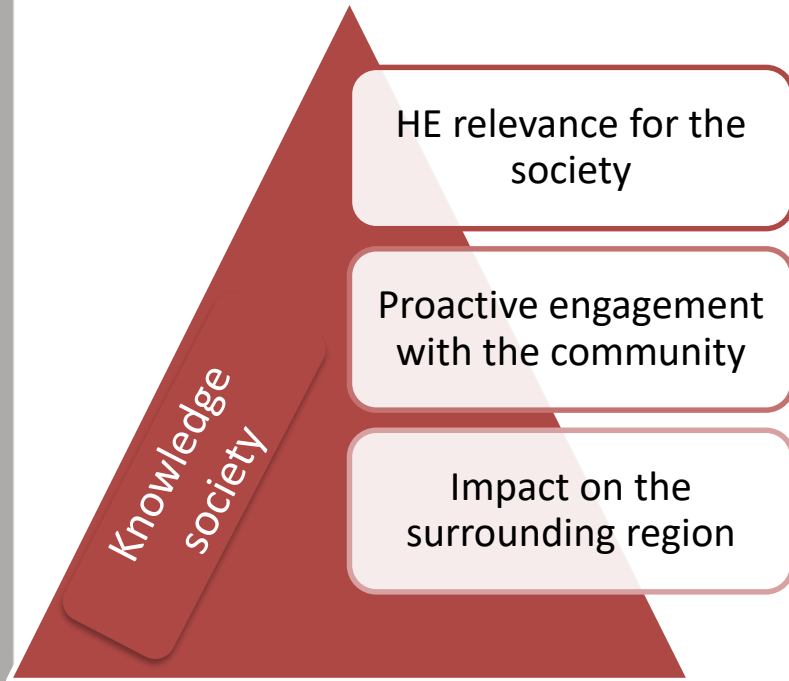 HE relevance for the
society
Proactive engagement
with the community
Impact on the
surrounding region
Knowledge
society